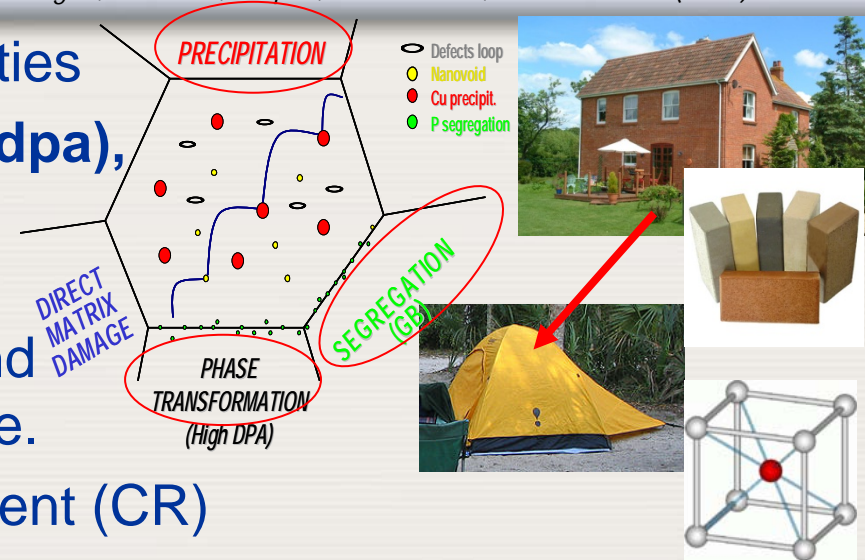 ties
PRECIPITATION
Defects loop
Nanovoid
Cu precipit.
P segregation
dpa),
SEGREGATION
(GB)
DIRECT
MATRIX
DAMAGE
nd
PHASE
TRANSFORMATION
(High DPA)
e.
ent (CR)